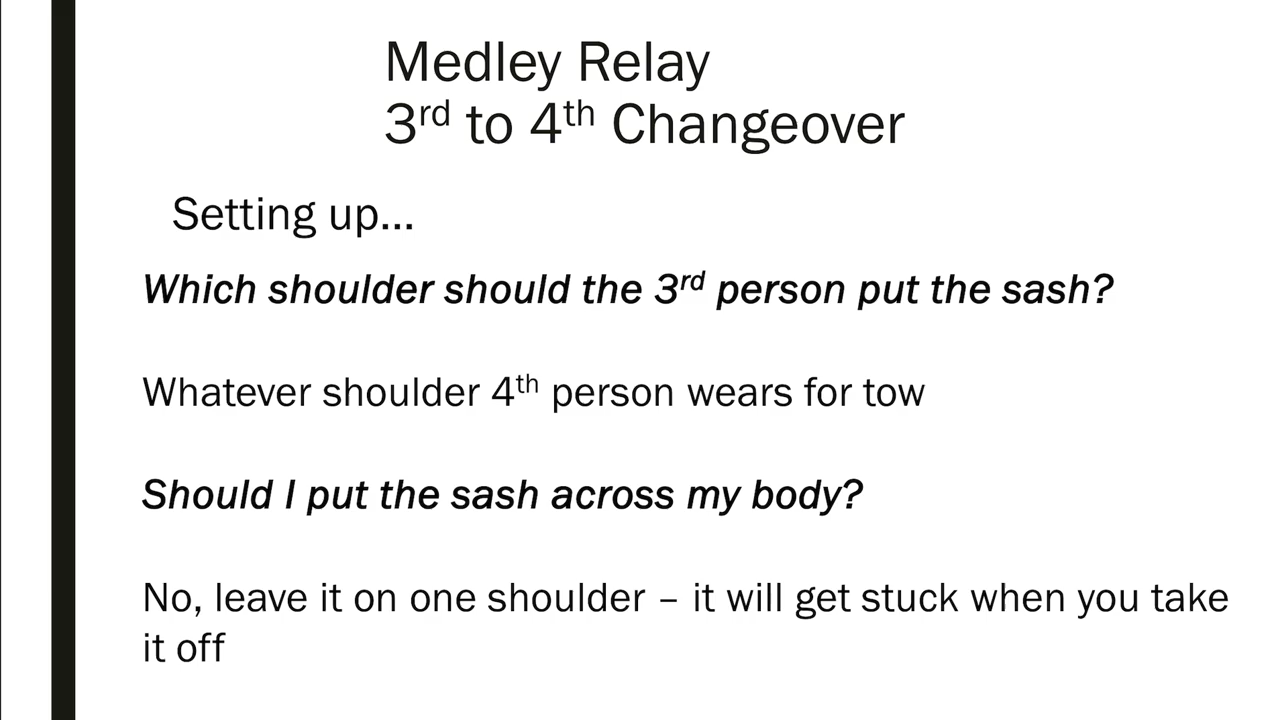 Medley Relay
3rd to 4th Changeover
Setting up...
Which shoulder should the 3rd person put the sash?
Whatever shoulder 4th person wears for tow
Should I put the sash across my body?
No, leave it on one shoulder – it will get stuck when you take
it off